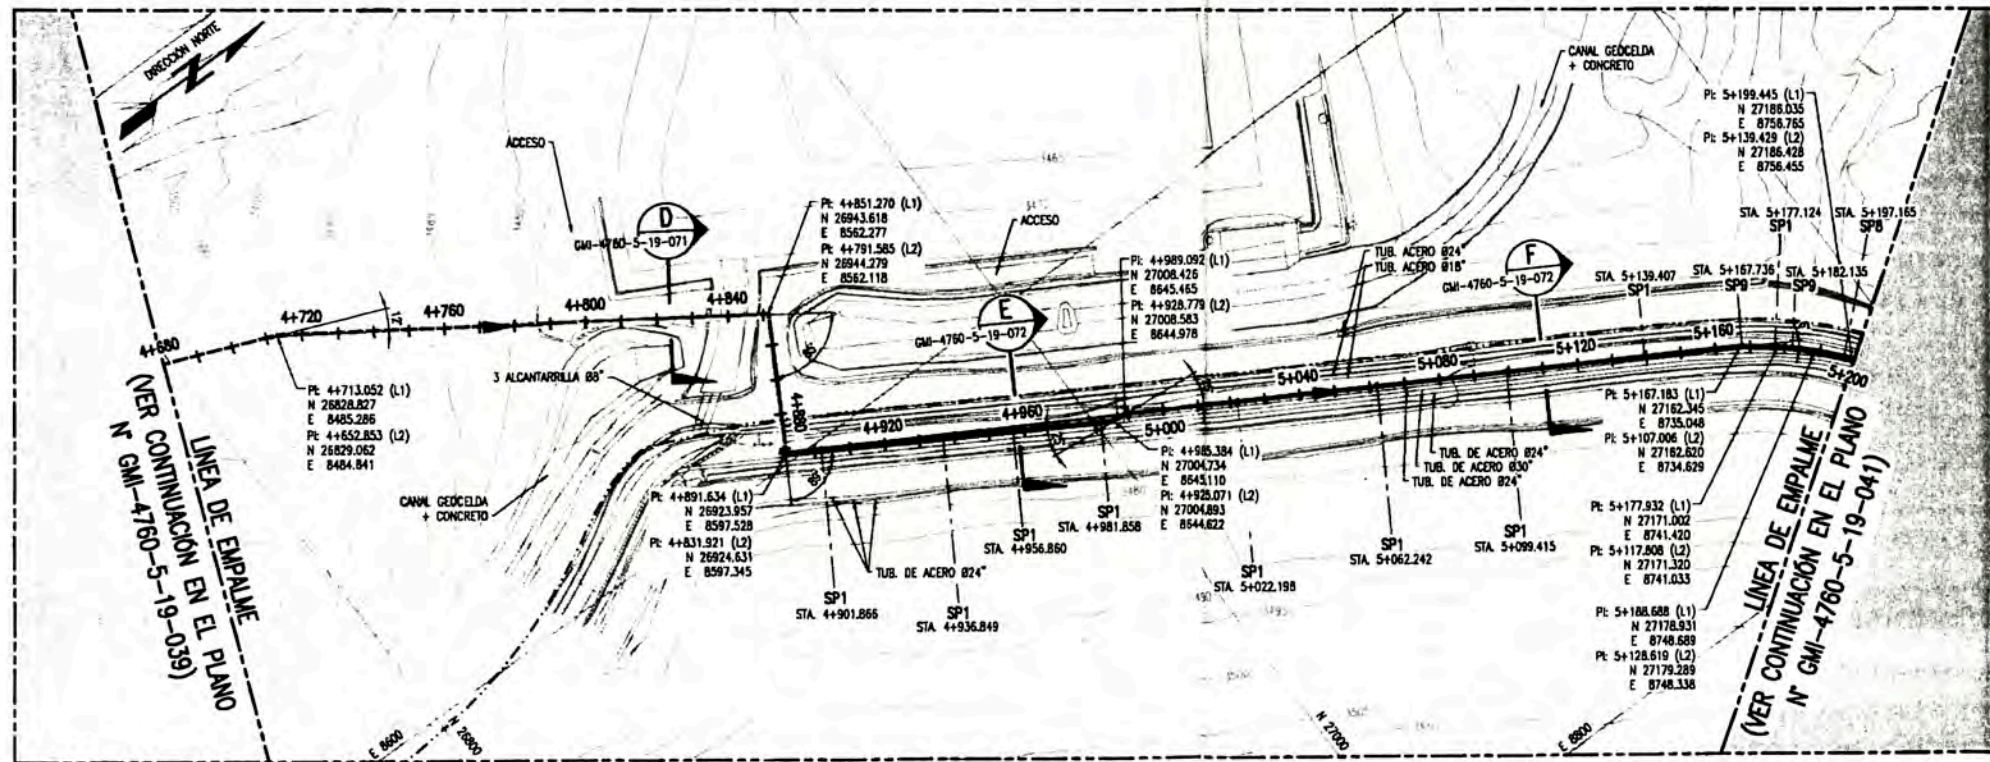 DIRECCIÓN NORTE
N
ACCESO
D
GMI-4760-5-19-071
PI: 4+851.270 (L1)
N 26943.618
E 8562.277
PI: 4+791.585 (L2)
N 26944.279
E 8562.118
ACCESO
E
GMI-4760-5-19-072
PI: 4+989.092 (L1)
N 27008.426
E 8645.465
PI: 4+928.779 (L2)
N 27008.583
E 8644.978
TUB. ACERO Ø24"
TUB. ACERO Ø18"
F
GMI-4760-5-19-072
CANAL GEOCELDA
+ CONCRETO
PI: 5+199.445 (L1)
N 27186.035
E 8756.765
PI: 5+139.429 (L2)
N 27186.428
E 8756.455
STA. 5+177.124
SP1
STA. 5+197.165
SP8
STA. 5+139.407
SP1
STA. 5+167.736
SP9
STA. 5+182.135
SP9
4+680
4+720
4+760
4+800
4+840
4+880
4+920
4+960
5+000
5+040
5+080
5+120
5+160
5+200
3 ALCANTARRILLA Ø8"
PI: 4+713.052 (L1)
N 26828.827
E 8485.286
PI: 4+652.853 (L2)
N 26829.062
E 8484.841
LÍNEA DE EMPALME
(VER CONTINUACIÓN EN EL PLANO
N° GMI-4760-5-19-039)
CANAL GEOCELDA
+ CONCRETO
PI: 4+891.634 (L1)
N 26923.957
E 8597.528
PI: 4+831.921 (L2)
N 26924.631
E 8597.345
TUB. DE ACERO Ø24"
SP1
STA. 4+901.866
SP1
STA. 4+936.849
SP1
STA. 4+956.860
SP1
STA. 4+981.858
PI: 4+985.384 (L1)
N 27004.734
E 8645.110
PI: 4+925.071 (L2)
N 27004.893
E 8644.622
SP1
STA. 5+022.198
SP1
STA. 5+062.242
SP1
STA. 5+099.415
TUB. DE ACERO Ø24"
TUB. DE ACERO Ø30"
TUB. DE ACERO Ø24"
PI: 5+167.183 (L1)
N 27162.345
E 8735.048
PI: 5+107.006 (L2)
N 27162.620
E 8734.629
PI: 5+177.932 (L1)
N 27171.002
E 8741.420
PI: 5+117.808 (L2)
N 27171.320
E 8741.033
PI: 5+188.688 (L1)
N 27178.931
E 8748.689
PI: 5+128.619 (L2)
N 27179.289
E 8748.338
LÍNEA DE EMPALME
(VER CONTINUACIÓN EN EL PLANO
N° GMI-4760-5-19-041)
E 8600
N 26800
N 27000
E 8800